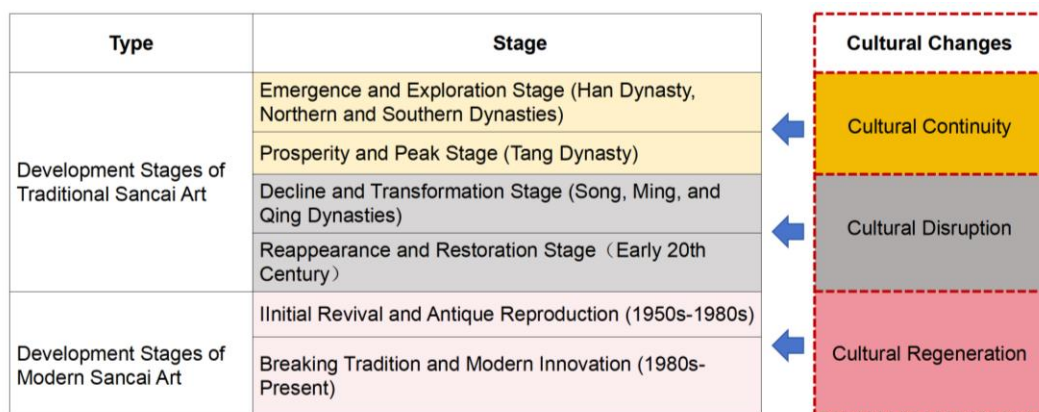 Type
Stage
Cultural Changes
Development Stages of
Traditional Sancai Art
Emergence and Exploration Stage (Han Dynasty,
Northern and Southern Dynasties)
Prosperity and Peak Stage (Tang Dynasty)
Decline and Transformation Stage (Song, Ming, and
Qing Dynasties)
Reappearance and Restoration Stage（Early 20th
Century）
Cultural Continuity
Cultural Disruption
Development Stages of
Modern Sancai Art
IInitial Revival and Antique Reproduction (1950s-1980s)
Breaking Tradition and Modern Innovation (1980s-
Present)
Cultural Regeneration